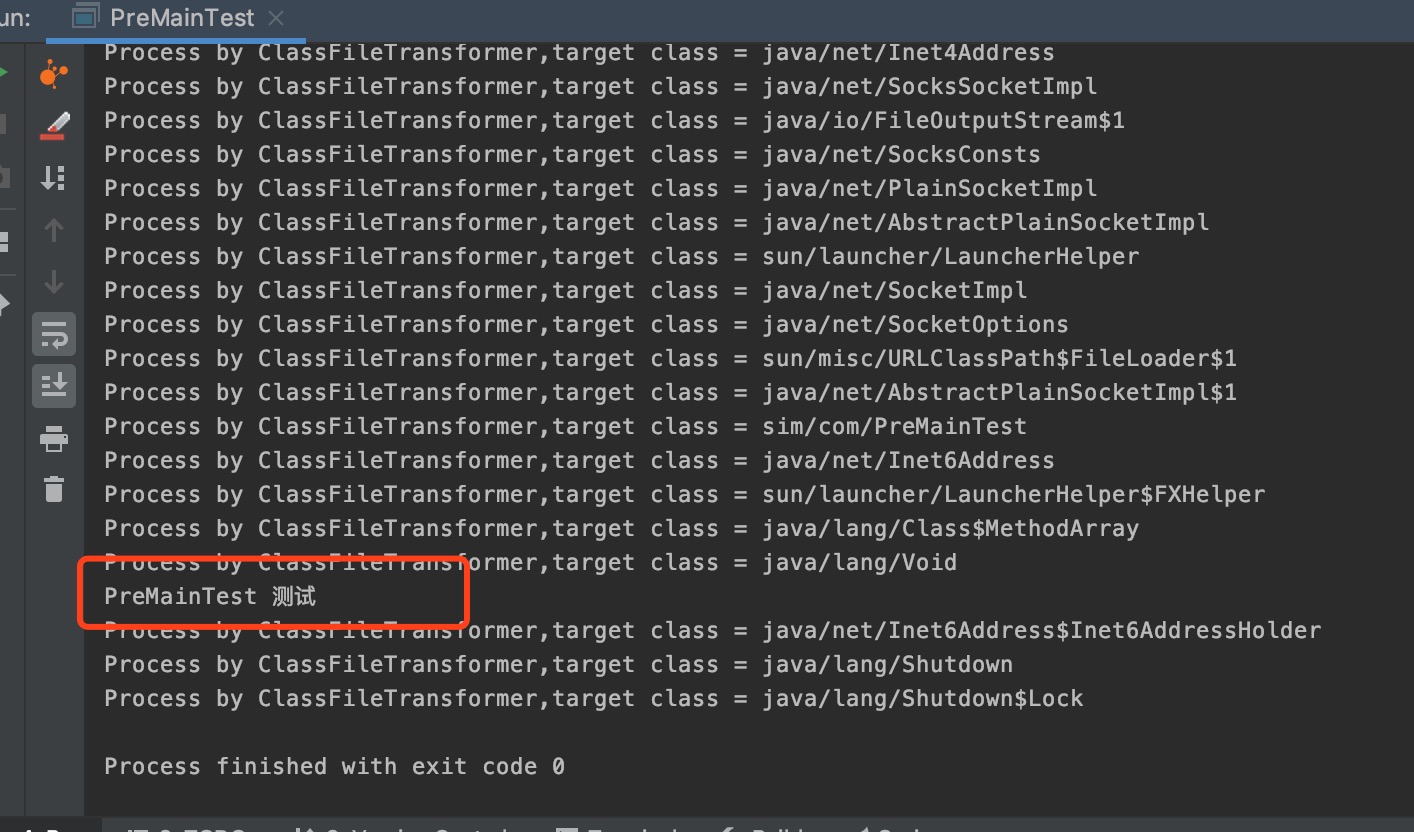 un: PreMainTest
Process by ClassFileTransformer,target class = java/net/Inet4Address
Process by ClassFileTransformer,target class = java/net/SocksSocketImpl
Process by ClassFileTransformer,target class = java/io/FileOutputStream$1
Process by ClassFileTransformer,target class = java/net/SocksConsts
Process by ClassFileTransformer,target class = java/net/PlainSocketImpl
Process by ClassFileTransformer,target class = java/net/AbstractPlainSocketImpl
Process by ClassFileTransformer,target class = sun/launcher/LauncherHelper
Process by ClassFileTransformer,target class = java/net/SocketImpl
Process by ClassFileTransformer,target class = java/net/SocketOptions
Process by ClassFileTransformer,target class = sun/misc/URLClassPath$FileLoader$1
Process by ClassFileTransformer,target class = java/net/AbstractPlainSocketImpl$1
Process by ClassFileTransformer,target class = sim/com/PreMainTest
Process by ClassFileTransformer,target class = java/net/Inet6Address
Process by ClassFileTransformer,target class = sun/launcher/LauncherHelper$FXHelper
Process by ClassFileTransformer,target class = java/lang/Class$MethodArray
Process by ClassFileTransformer,target class = java/lang/Void
PreMainTest 测试
Process by ClassFileTransformer,target class = java/net/Inet6Address$Inet6AddressHolder
Process by ClassFileTransformer,target class = java/lang/Shutdown
Process by ClassFileTransformer,target class = java/lang/Shutdown$Lock
Process finished with exit code 0